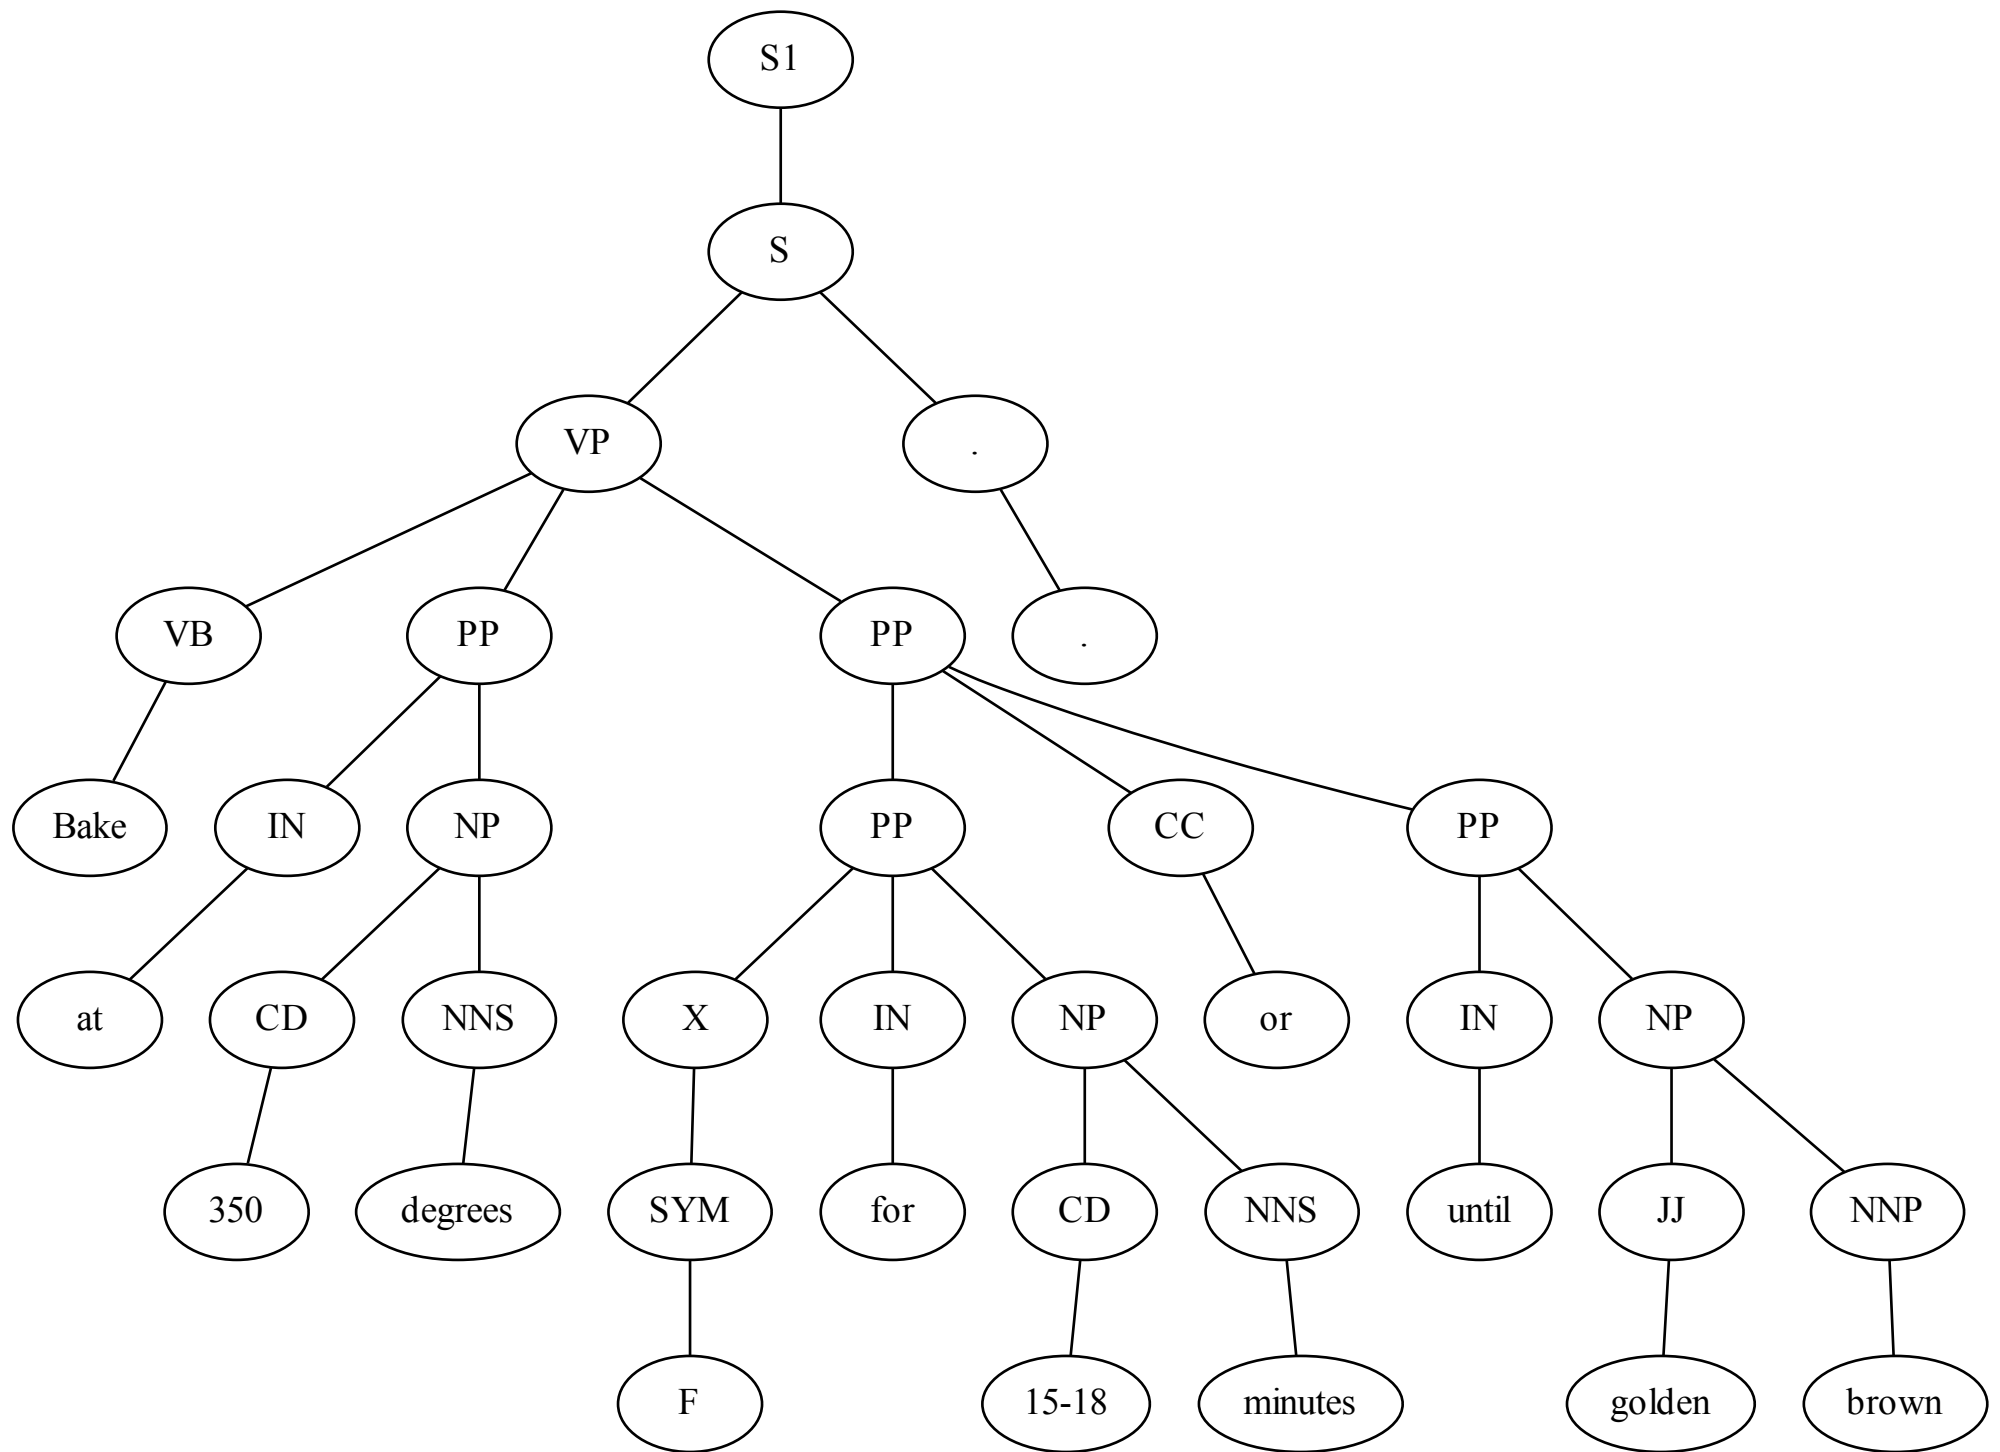 S1
S
VP .
VB PP PP .
Bake IN NP PP CC PP
at CD NNS X IN NP or IN NP
350 degrees SYM for CD NNS until JJ NNP
F 15-18 minutes golden brown